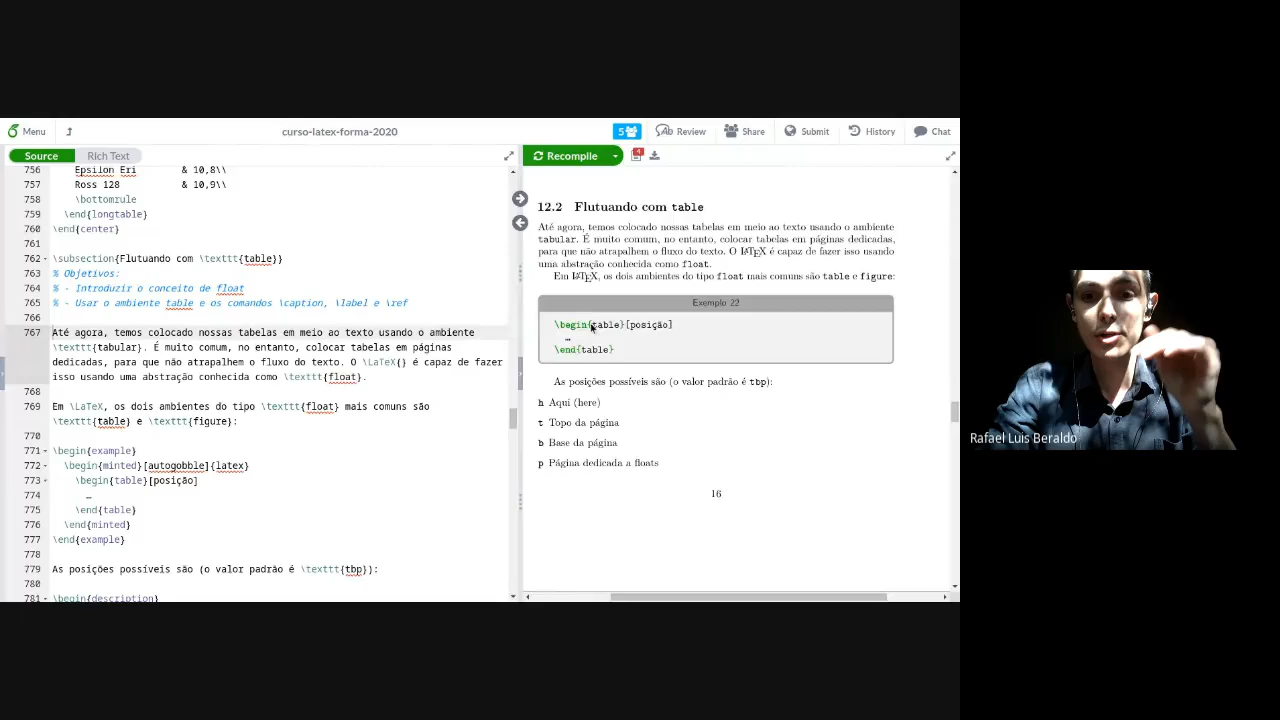 Menu
curso-latex-forma-2020
5
Review
Share
Submit
History
Chat
Source
Rich Text
Recompile
4
756 Epsilon Eri & 10,8\\
757 Ross 128 & 10,9\\
758 \bottomrule
759 \end{longtable}
760 \end{center}
761
762 \subsection{Flutuando com \texttt{table}}
763 % Objetivos:
764 % - Introduzir o conceito de float
765 % - Usar o ambiente table e os comandos \caption, \label e \ref
766
767 Até agora, temos colocado nossas tabelas em meio ao texto usando o ambiente
\texttt{tabular}. É muito comum, no entanto, colocar tabelas em páginas
dedicadas, para que não atrapalhem o fluxo do texto. O \LaTeX{} é capaz de fazer
isso usando uma abstração conhecida como \texttt{float}.
768
769 Em \LaTeX, os dois ambientes do tipo \texttt{float} mais comuns são
\texttt{table} e \texttt{figure}:
770
771 \begin{example}
772 \begin{minted}[autogobble]{latex}
773 \begin{table}[posição]
774 …
775 \end{table}
776 \end{minted}
777 \end{example}
778
779 As posições possíveis são (o valor padrão é \texttt{tbp}):
780
781 \begin{description}
12.2 Flutuando com table
Até agora, temos colocado nossas tabelas em meio ao texto usando o ambiente
tabular. É muito comum, no entanto, colocar tabelas em páginas dedicadas,
para que não atrapalhem o fluxo do texto. O LATEX é capaz de fazer isso usando
uma abstração conhecida como float.
Em LATEX, os dois ambientes do tipo float mais comuns são table e figure:
Exemplo 22
\begin{table}[posição]
…
\end{table}
As posições possíveis são (o valor padrão é tbp):
h Aqui (here)
t Topo da página
b Base da página
p Página dedicada a floats
16
Rafael Luis Beraldo